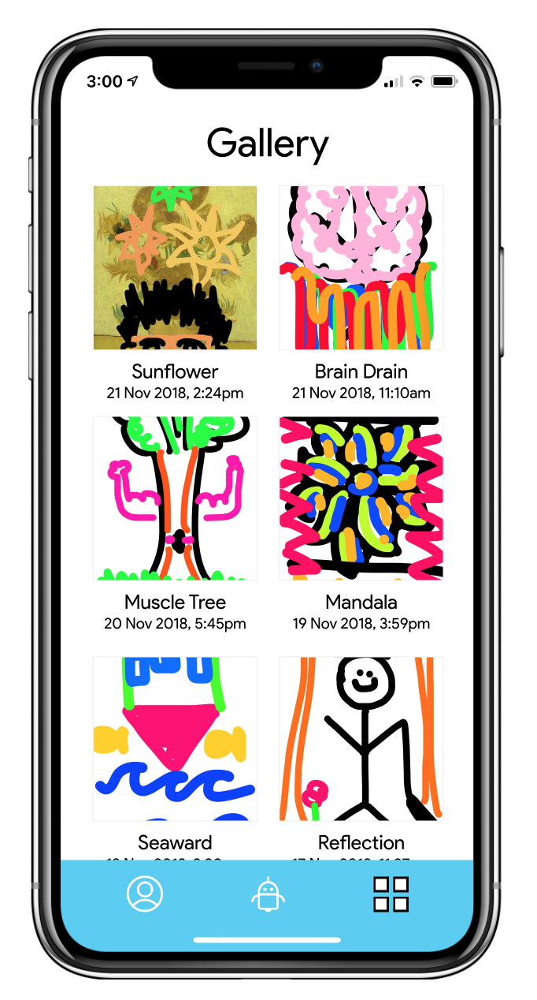 3:00
Gallery
Sunflower Brain Drain
21 Nov 2018, 2:24pm 21 Nov 2018, 11:10am
Muscle Tree Mandala
20 Nov 2018, 5:45pm 19 Nov 2018, 3:59pm
Seaward Reflection